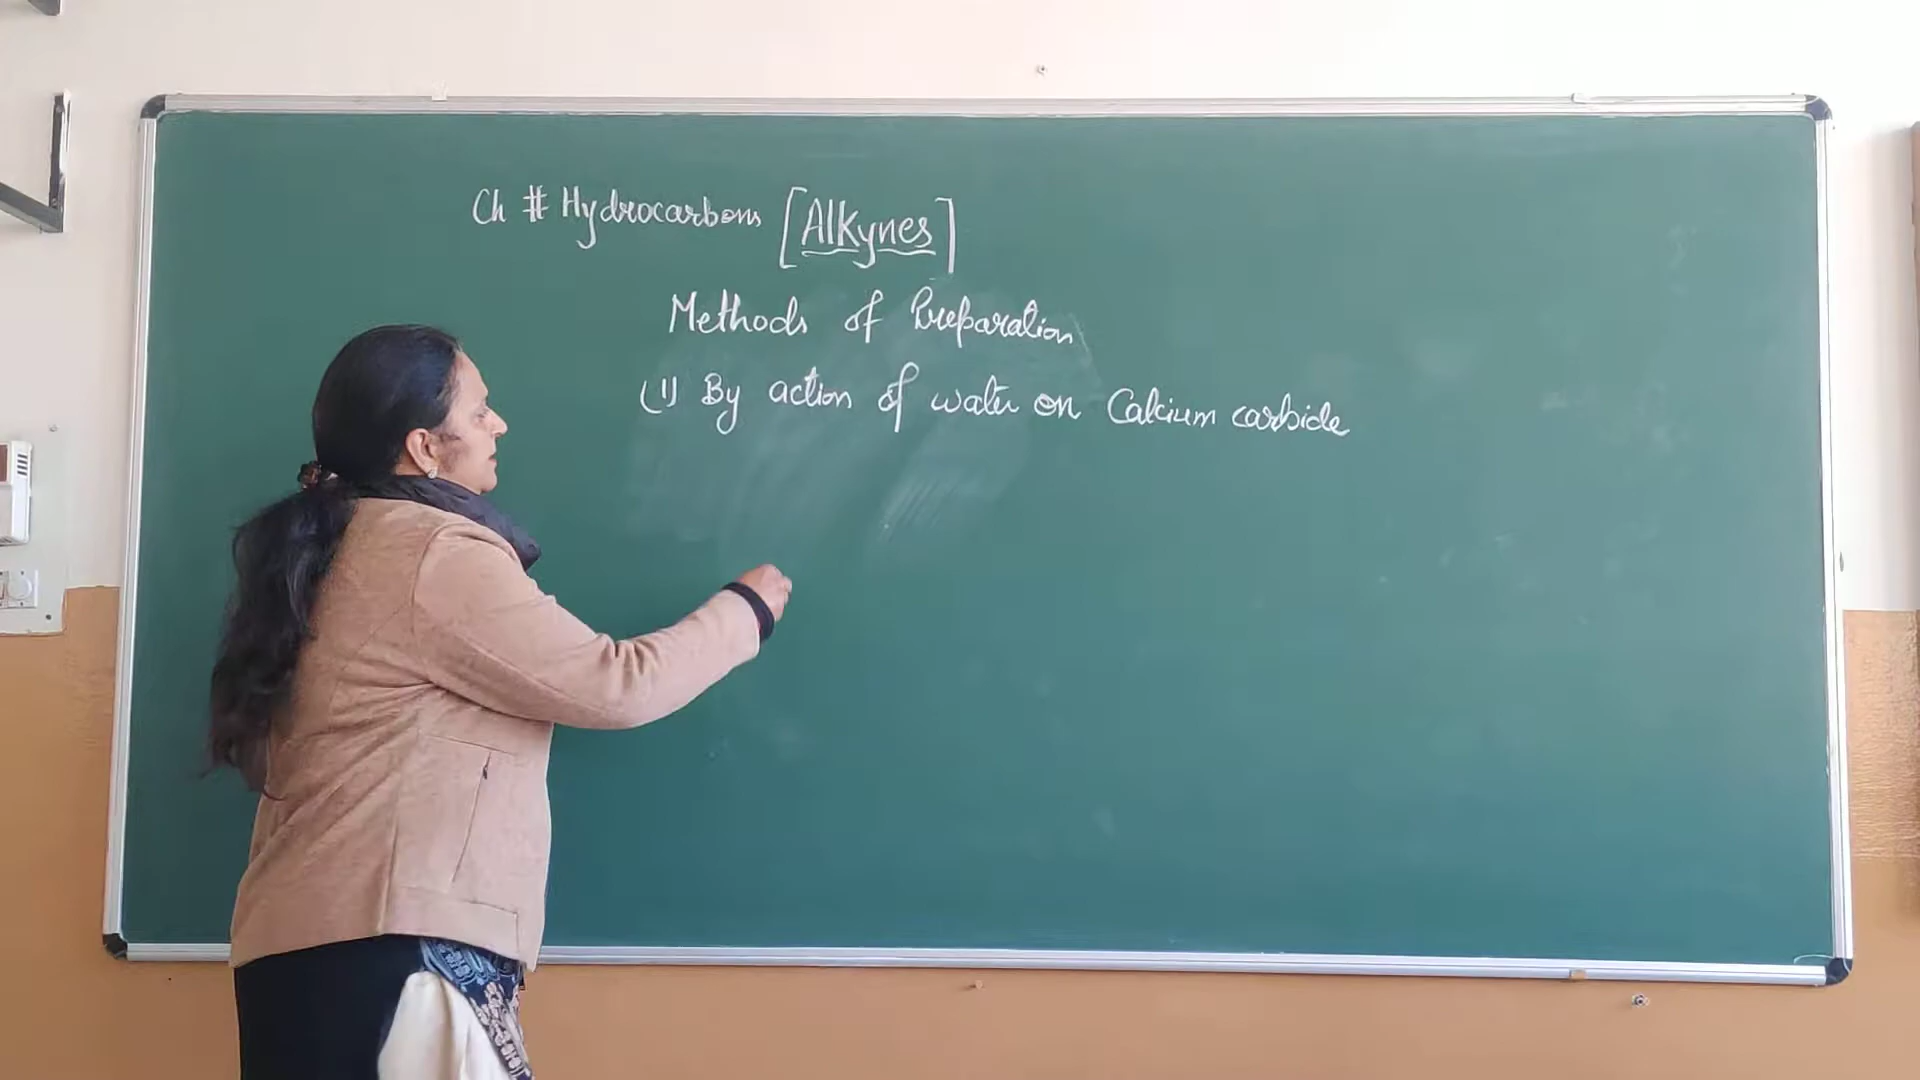 Ch # Hydrocarbons [Alkynes]
Methods of Preparation
(1) By action of water on Calcium carbide